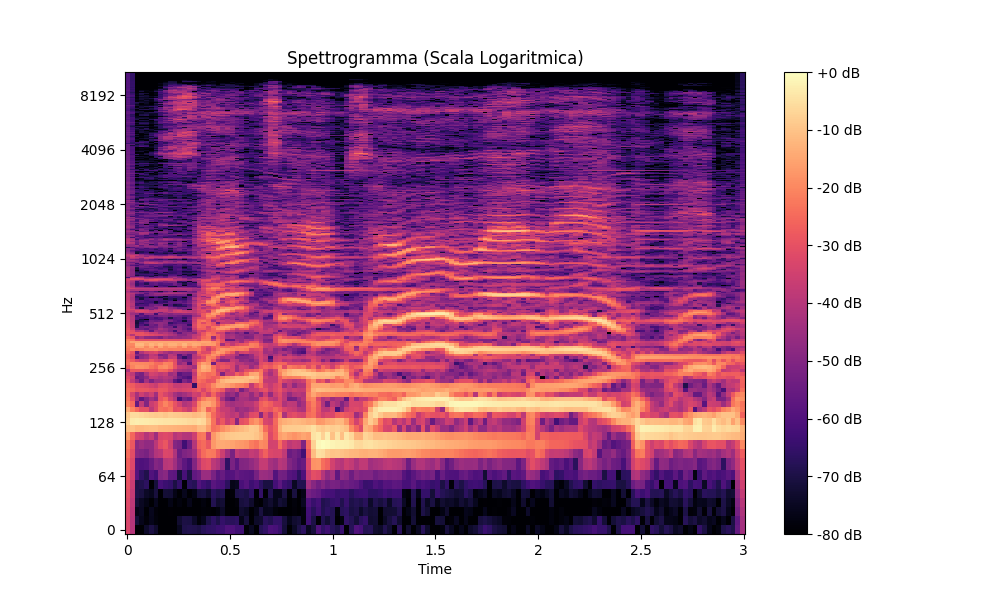 Spettrogramma (Scala Logaritmica)
Hz
8192
4096
2048
1024
512
256
128
64
0
0
0.5
1
1.5
2
2.5
3
Time
+0 dB
-10 dB
-20 dB
-30 dB
-40 dB
-50 dB
-60 dB
-70 dB
-80 dB